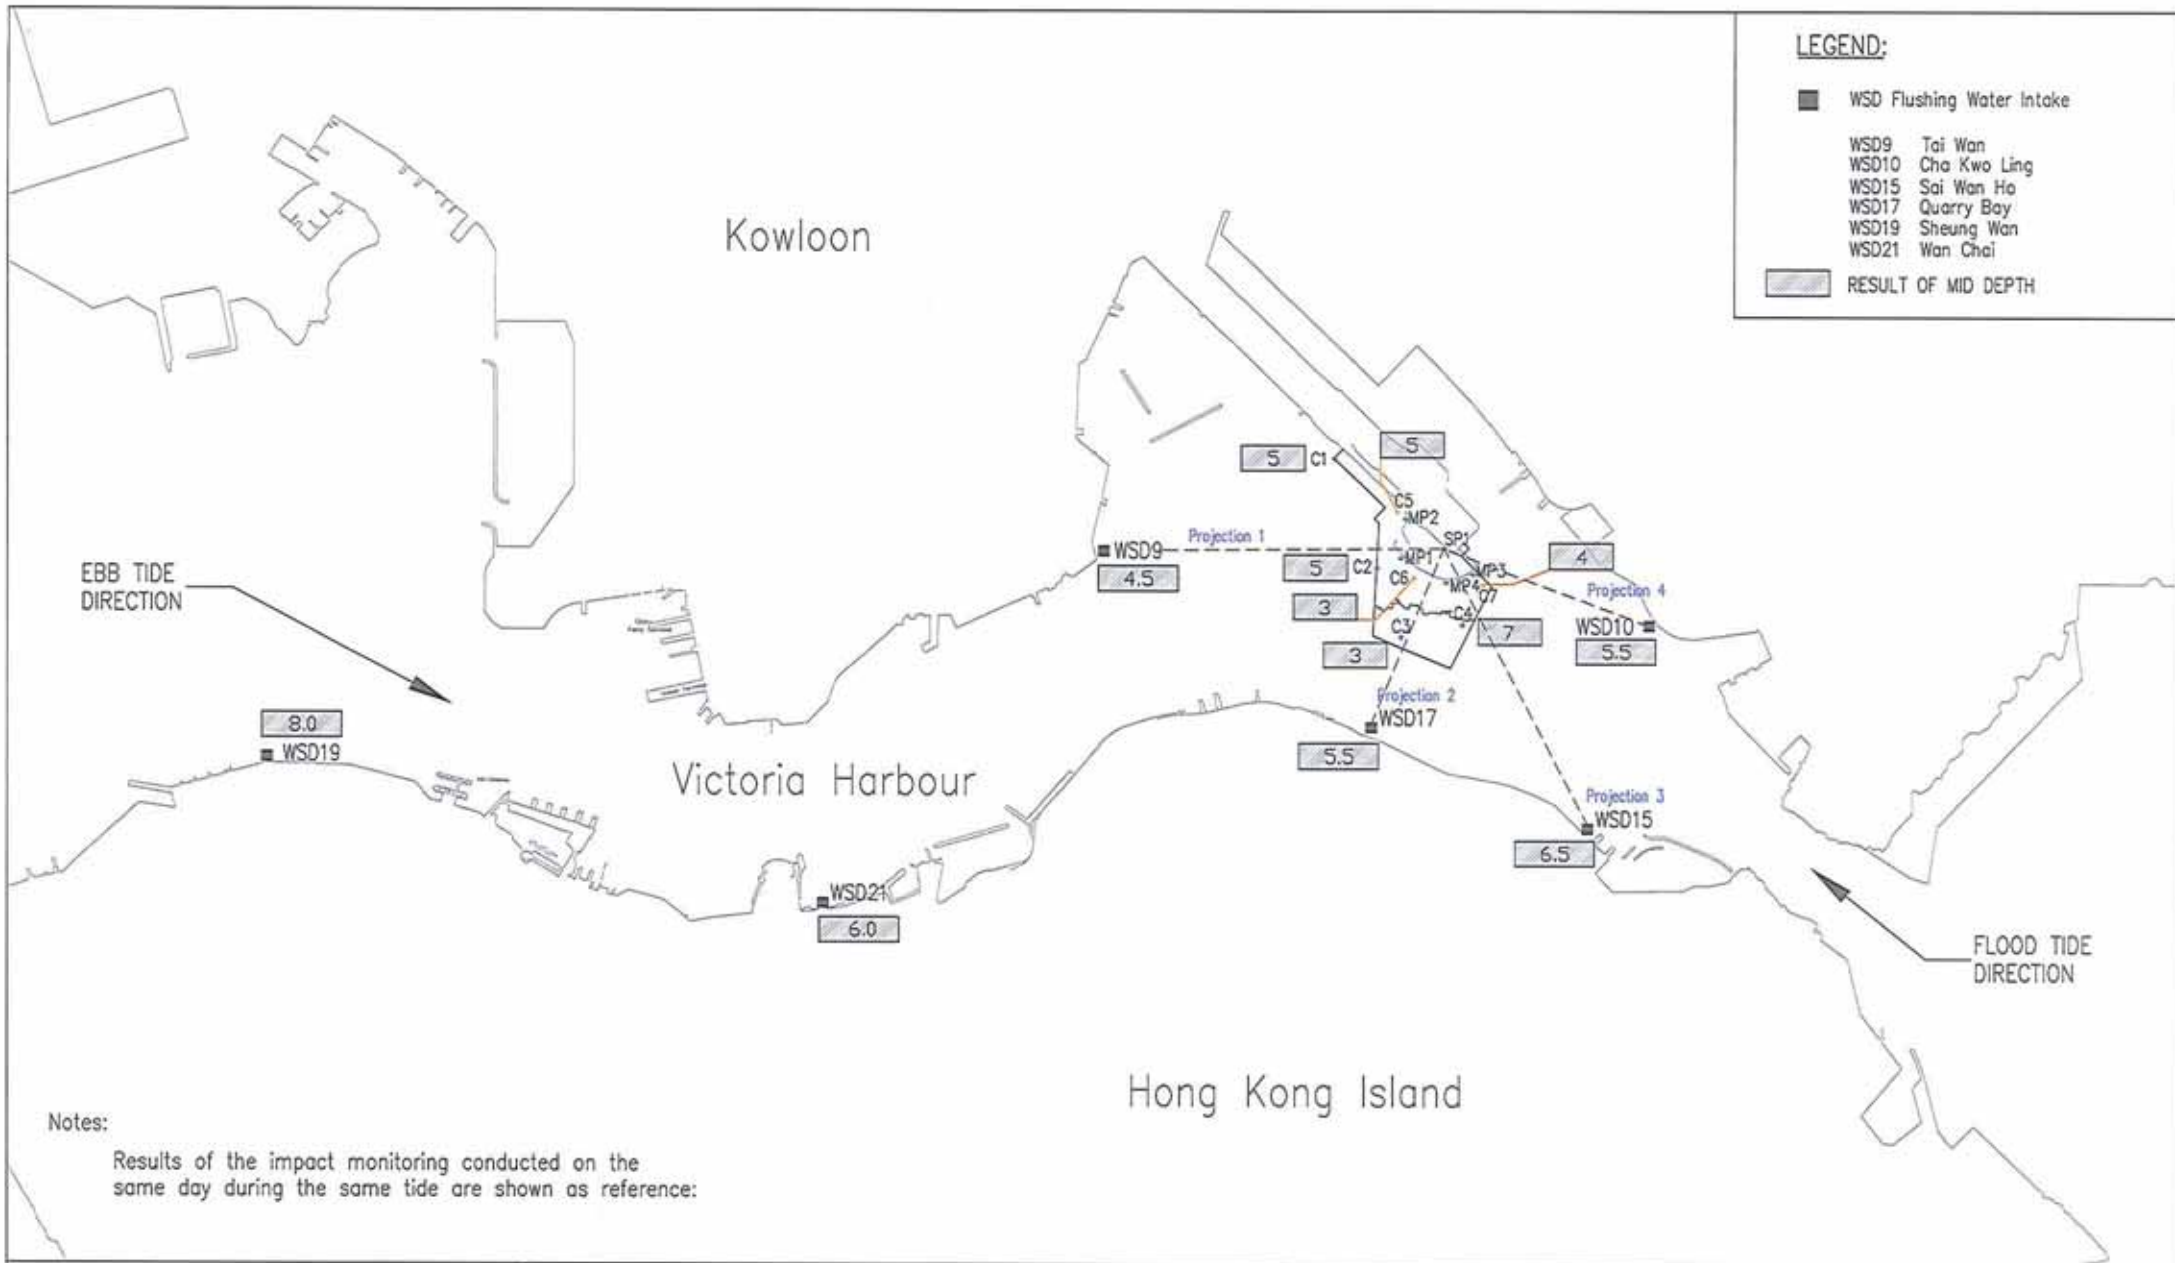 LEGEND:
WSD Flushing Water Intake
WSD9 Tai Wan
WSD10 Cha Kwo Ling
WSD15 Sai Wan Ho
WSD17 Quarry Bay
WSD19 Sheung Wan
WSD21 Wan Chai
RESULT OF MID DEPTH
Kowloon
5
5 C1
C5
MP2
SP1
Projection 1
WSD9
4.5
MP1
5 C2
C6
MP3
4
MP4
C7
Projection 4
3
C4
WSD10
5.5
C3
7
3
EBB TIDE
DIRECTION
Projection 2
WSD17
5.5
8.0
WSD19
Victoria Harbour
Projection 3
WSD15
6.5
WSD21
6.0
FLOOD TIDE
DIRECTION
Hong Kong Island
Notes:
Results of the impact monitoring conducted on the
same day during the same tide are shown as reference: